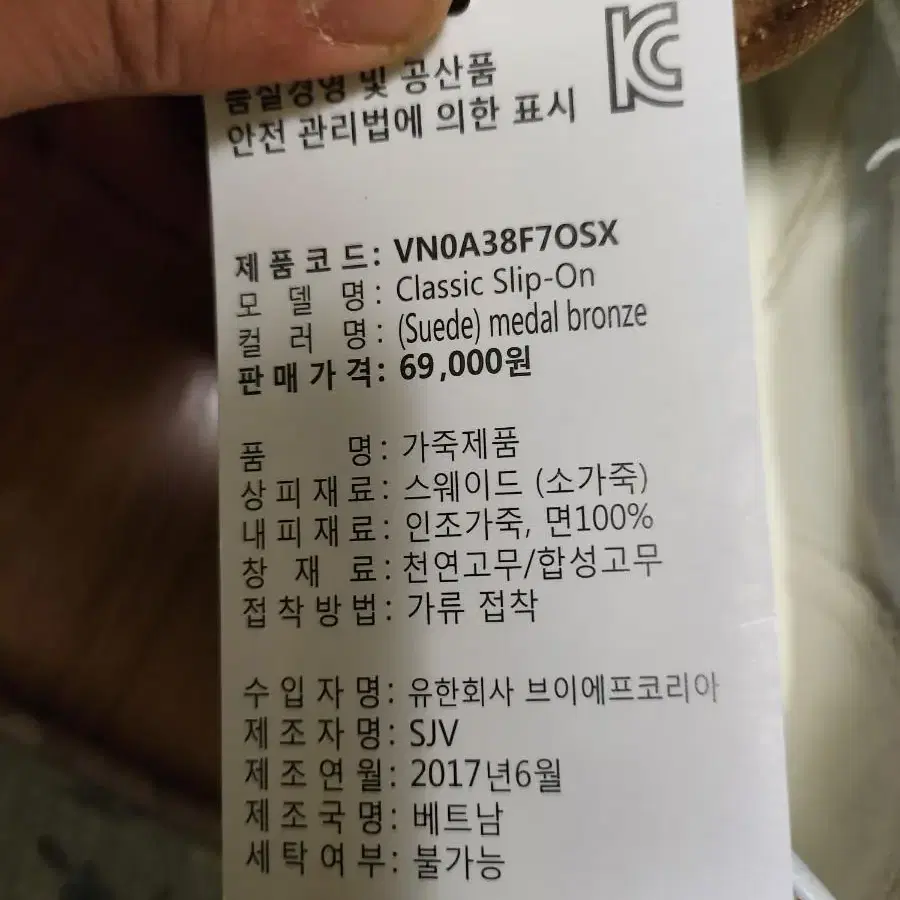 품질경영 및 공산품
안전 관리법에 의한 표시
KC
제품코드: VN0A38F7OSX
모델명: Classic Slip-On
컬러명: (Suede) medal bronze
판매가격: 69,000원
품명: 가죽제품
상피재료: 스웨이드 (소가죽)
내피재료: 인조가죽, 면100%
창재료: 천연고무/합성고무
접착방법: 가류 접착
수입자명: 유한회사 브이에프코리아
제조자명: SJV
제조연월: 2017년6월
제조국명: 베트남
세탁여부: 불가능